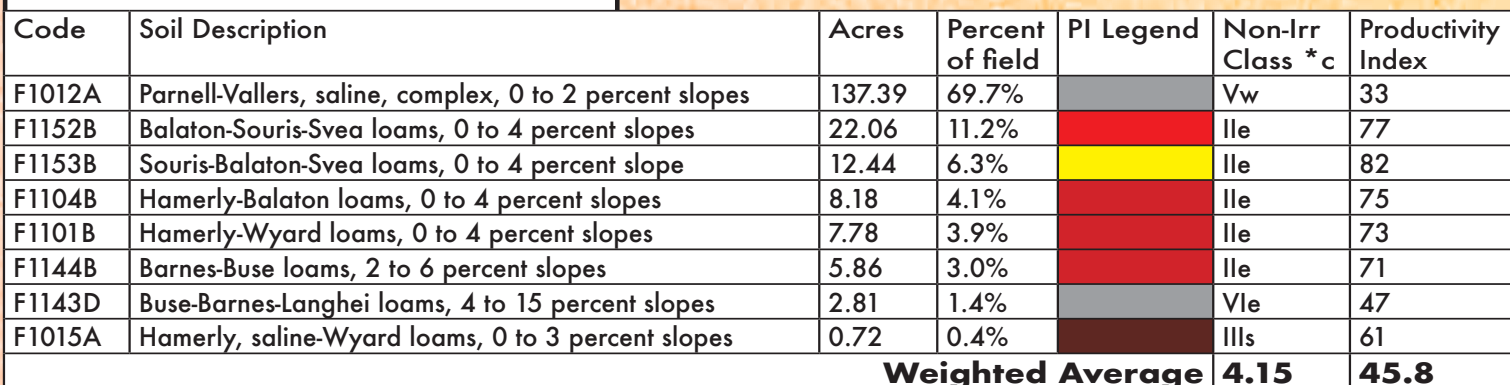 Code Soil Description Acres Percent of field PI Legend Non-Irr Class *c Productivity Index
F1012A Parnell-Vallers, saline, complex, 0 to 2 percent slopes 137.39 69.7% Vw 33
F1152B Balaton-Souris-Svea loams, 0 to 4 percent slopes 22.06 11.2% IIe 77
F1153B Souris-Balaton-Svea loams, 0 to 4 percent slope 12.44 6.3% IIe 82
F1104B Hamerly-Balaton loams, 0 to 4 percent slopes 8.18 4.1% IIe 75
F1101B Hamerly-Wyard loams, 0 to 4 percent slopes 7.78 3.9% IIe 73
F1144B Barnes-Buse loams, 2 to 6 percent slopes 5.86 3.0% IIe 71
F1143D Buse-Barnes-Langhei loams, 4 to 15 percent slopes 2.81 1.4% VIe 47
F1015A Hamerly, saline-Wyard loams, 0 to 3 percent slopes 0.72 0.4% IIIs 61
Weighted Average 4.15 45.8